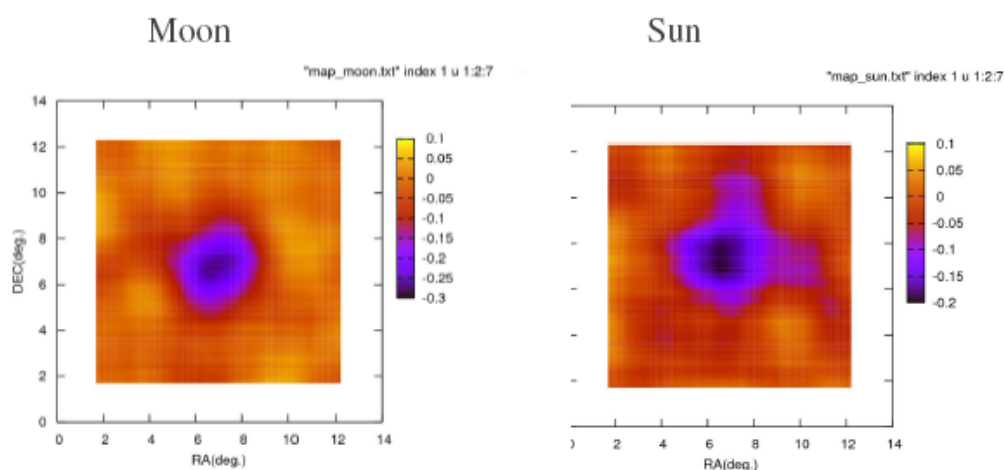 Moon
Sun
"map_moon.txt" index 1 u 1:2:7
"map_sun.txt" index 1 u 1:2:7
14
12
10
8
6
4
2
0
DEC(deg.)
0 2 4 6 8 10 12 14
RA(deg.)
0.1
0.05
0
-0.05
-0.1
-0.15
-0.2
-0.25
-0.3
2 4 6 8 10 12 14
RA(deg.)
0.1
0.05
0
-0.05
-0.1
-0.15
-0.2